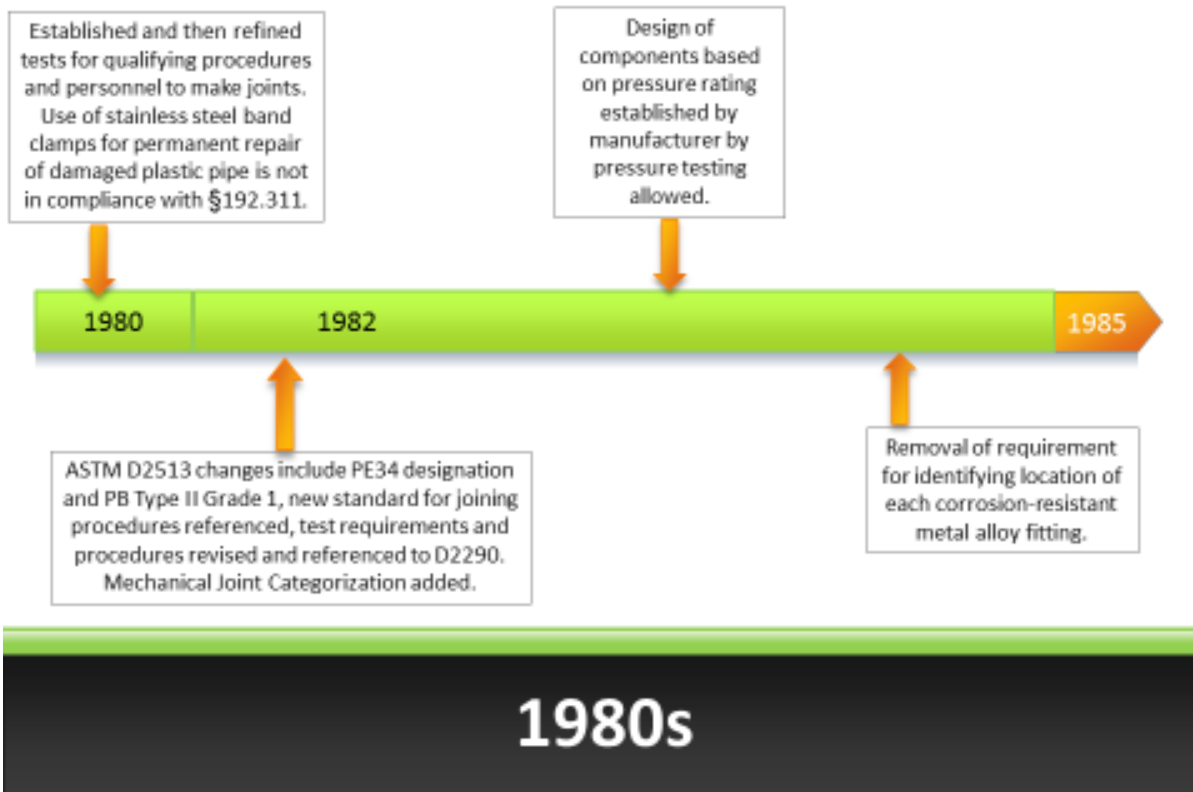 Established and then refined
tests for qualifying procedures
and personnel to make joints.
Use of stainless steel band
clamps for permanent repair
of damaged plastic pipe is not
in compliance with §192.311.
Design of
components based
on pressure rating
established by
manufacturer by
pressure testing
allowed.
1980
1982
1985
ASTM D2513 changes include PE34 designation
and PB Type II Grade 1, new standard for joining
procedures referenced, test requirements and
procedures revised and referenced to D2290.
Mechanical Joint Categorization added.
Removal of requirement
for identifying location of
each corrosion-resistant
metal alloy fitting.
1980s